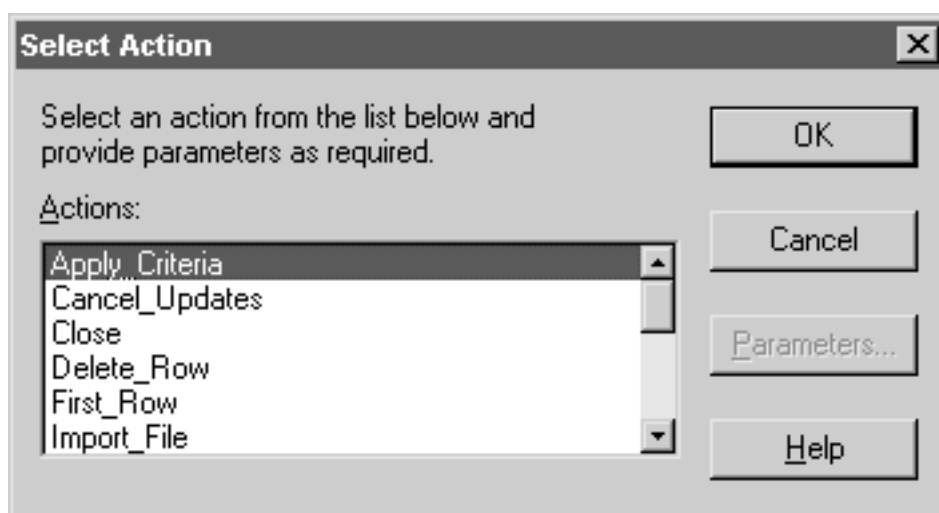 Select Action
Select an action from the list below and
provide parameters as required.
Actions:
Apply_Criteria
Cancel_Updates
Close
Delete_Row
First_Row
Import_File
OK
Cancel
Parameters...
Help